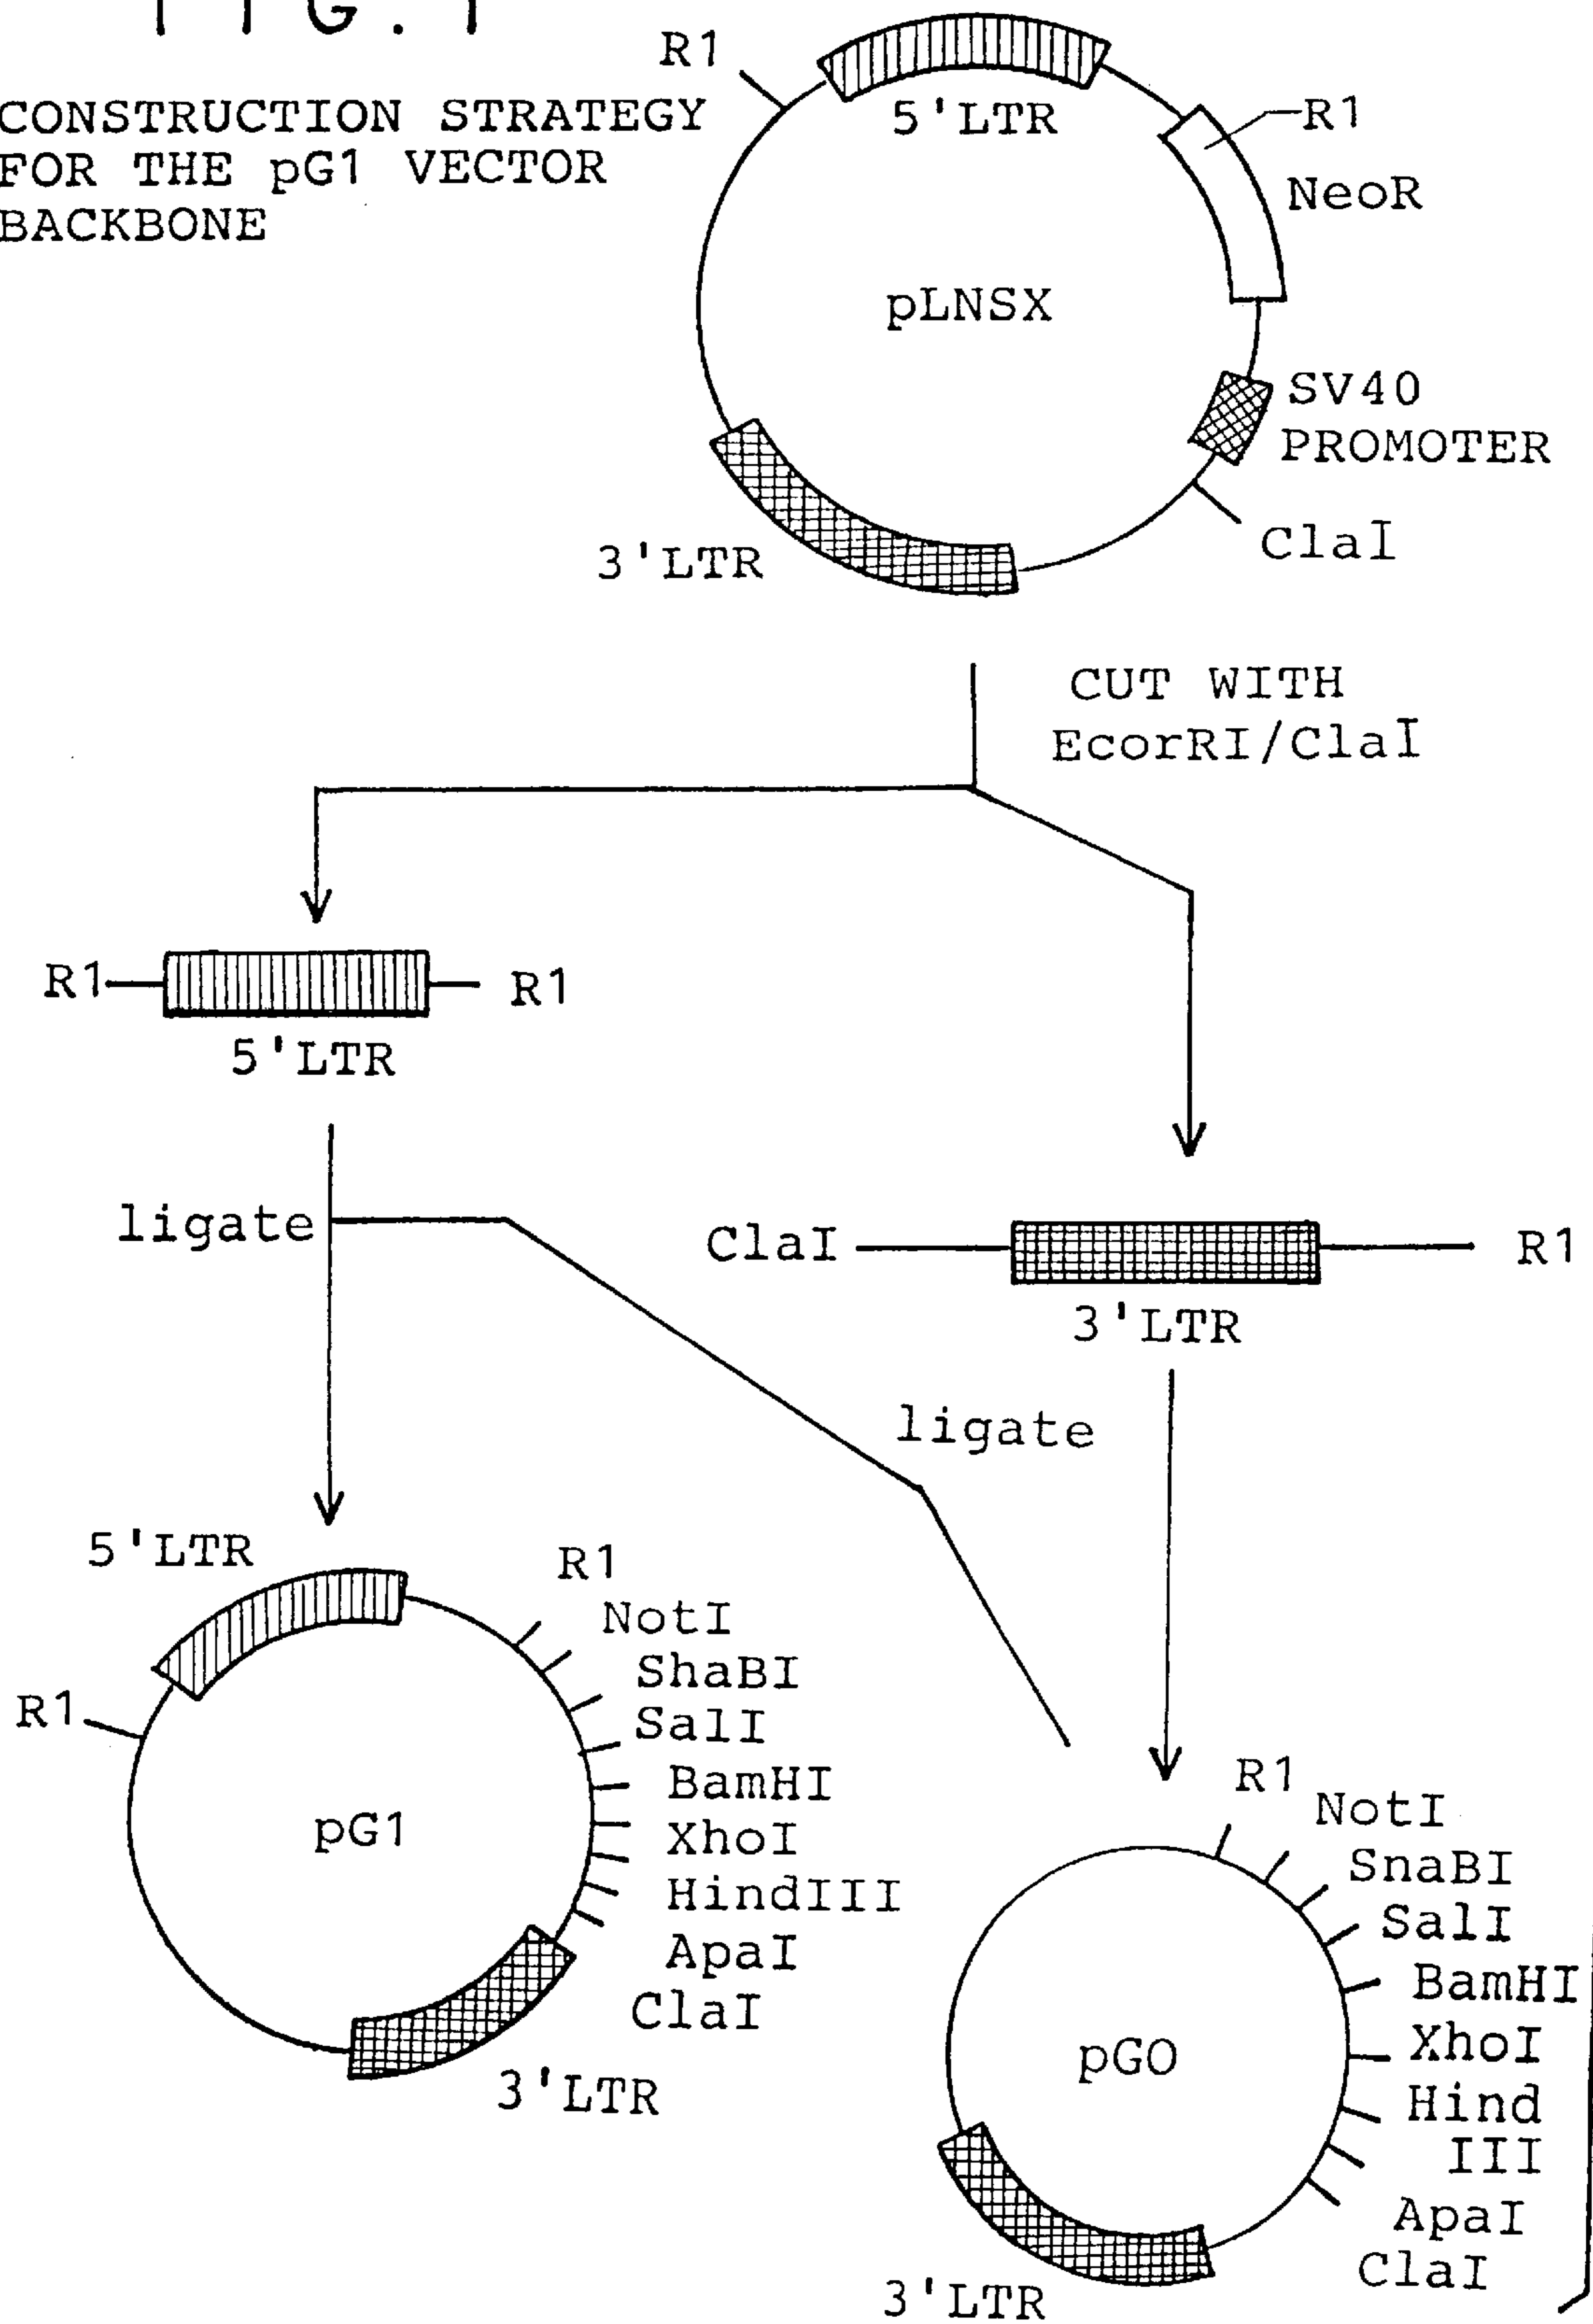 FIG. 1
CONSTRUCTION STRATEGY
FOR THE pG1 VECTOR
BACKBONE
R1
5'LTR
R1
NeoR
pLNSX
SV40
PROMOTER
ClaI
3'LTR
CUT WITH
EcorRI/ClaI
R1
R1
5'LTR
ligate
ClaI
R1
3'LTR
ligate
5'LTR
R1
NotI
ShaBI
SalI
BamHI
XhoI
HindIII
ApaI
ClaI
R1
pG1
3'LTR
R1
NotI
SnaBI
SalI
BamHI
XhoI
Hind
III
ApaI
ClaI
pGO
3'LTR